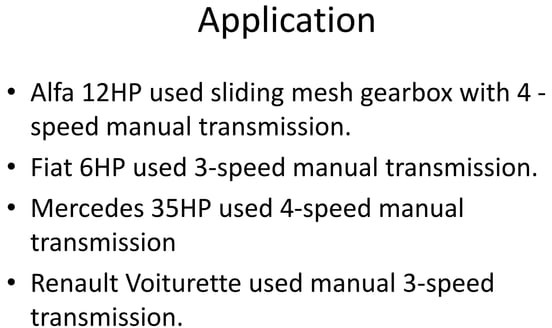 Application
• Alfa 12HP used sliding mesh gearbox with 4 -
speed manual transmission.
• Fiat 6HP used 3-speed manual transmission.
• Mercedes 35HP used 4-speed manual
transmission
• Renault Voiturette used manual 3-speed
transmission.